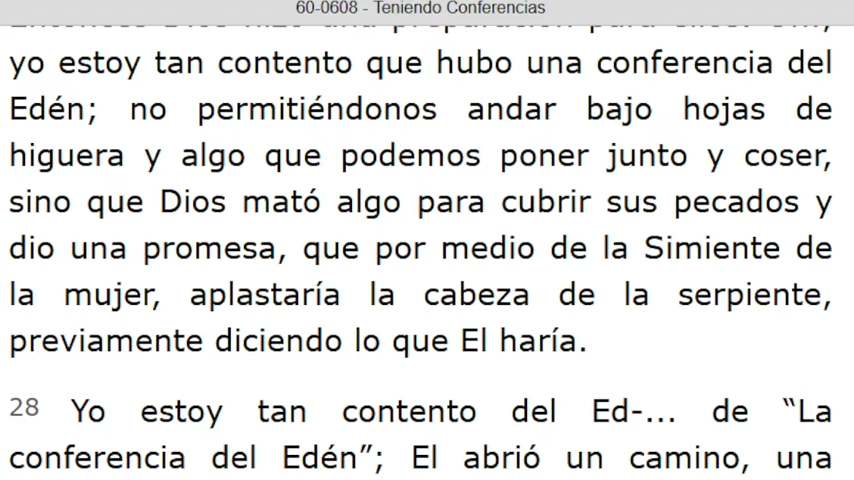 60-0608 - Teniendo Conferencias
yo estoy tan contento que hubo una conferencia del
Edén; no permitiéndonos andar bajo hojas de
higuera y algo que podemos poner junto y coser,
sino que Dios mató algo para cubrir sus pecados y
dio una promesa, que por medio de la Simiente de
la mujer, aplastaría la cabeza de la serpiente,
previamente diciendo lo que El haría.
28 Yo estoy tan contento del Ed-... de “La
conferencia del Edén”; El abrió un camino, una